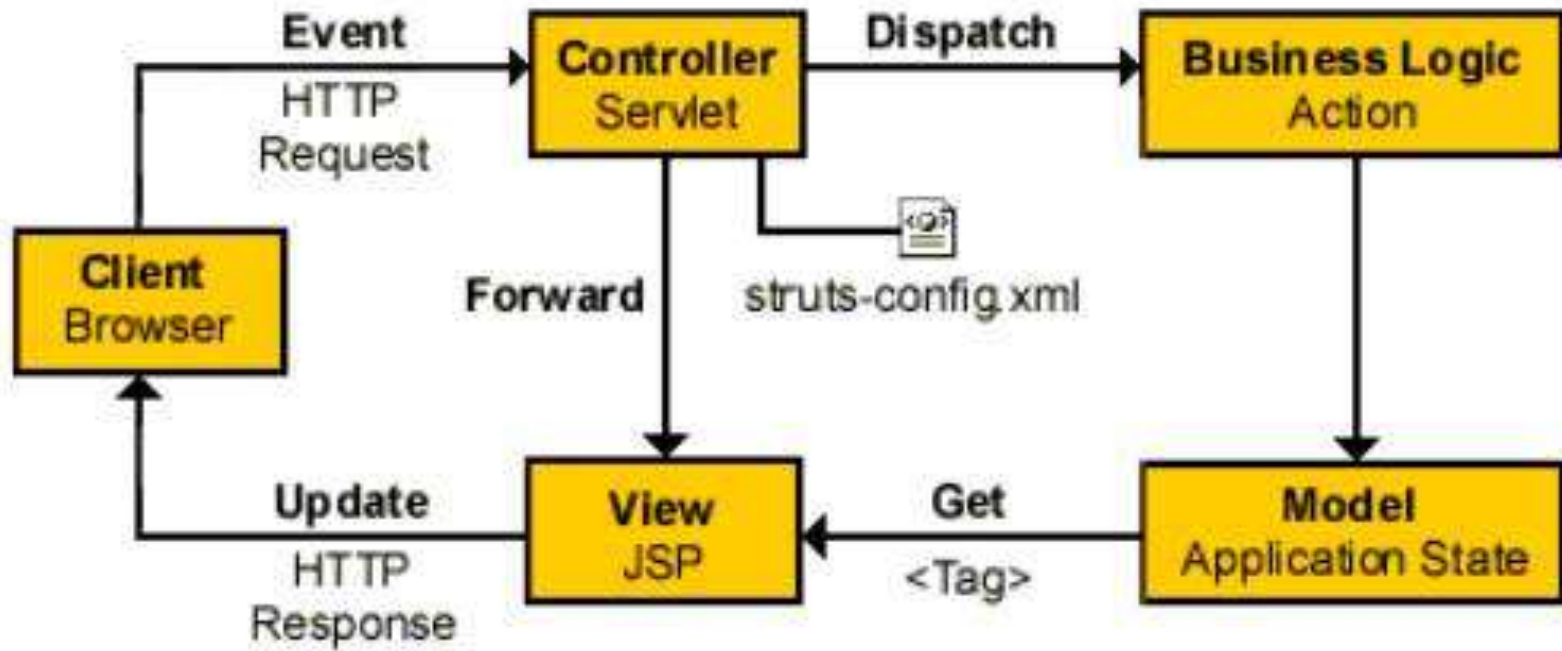 Event
HTTP
Request
Controller
Servlet
Dispatch
Business Logic
Action
Client
Browser
Forward
struts-config.xml
Update
HTTP
Response
View
JSP
Get
<Tag>
Model
Application State